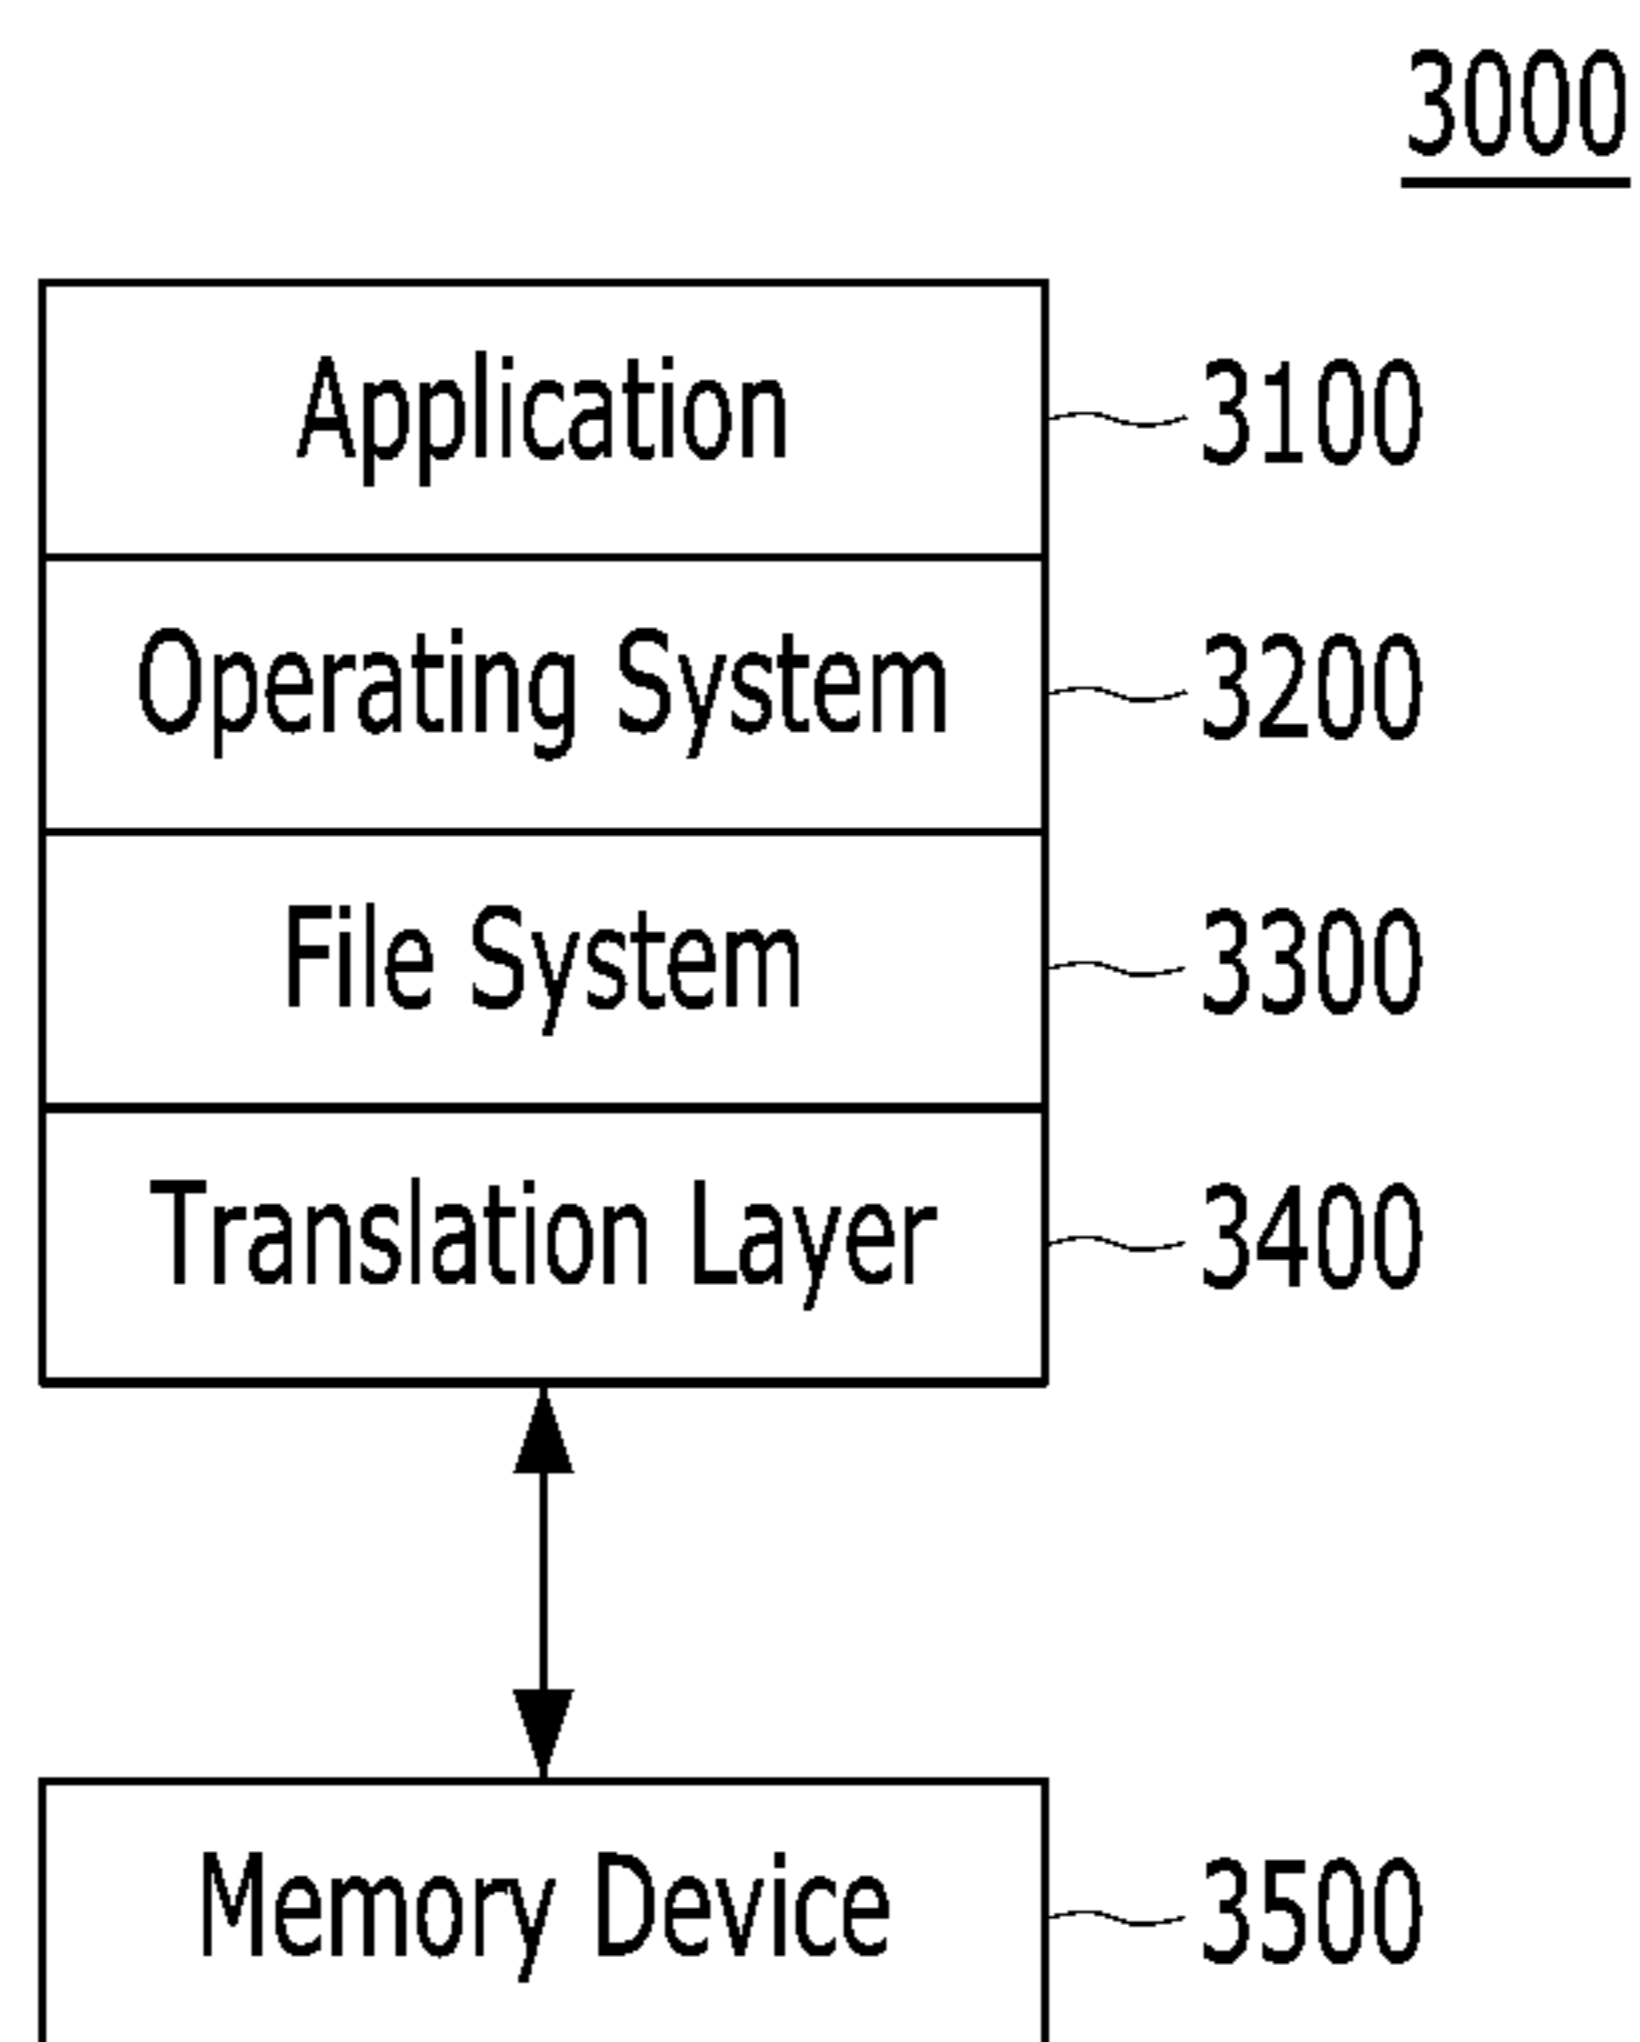 3000
Application 3100
Operating System 3200
File System 3300
Translation Layer 3400
Memory Device 3500